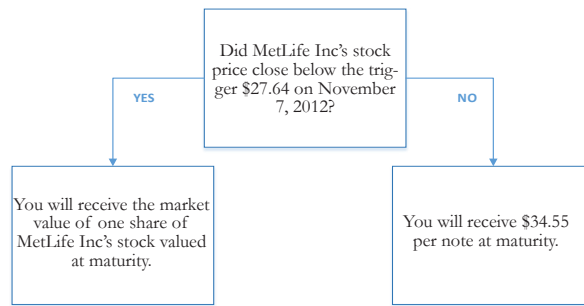 Did MetLife Inc's stock
price close below the trig-
ger $27.64 on November
7, 2012?
YES
NO
You will receive the market
value of one share of
MetLife Inc's stock valued
at maturity.
You will receive $34.55
per note at maturity.